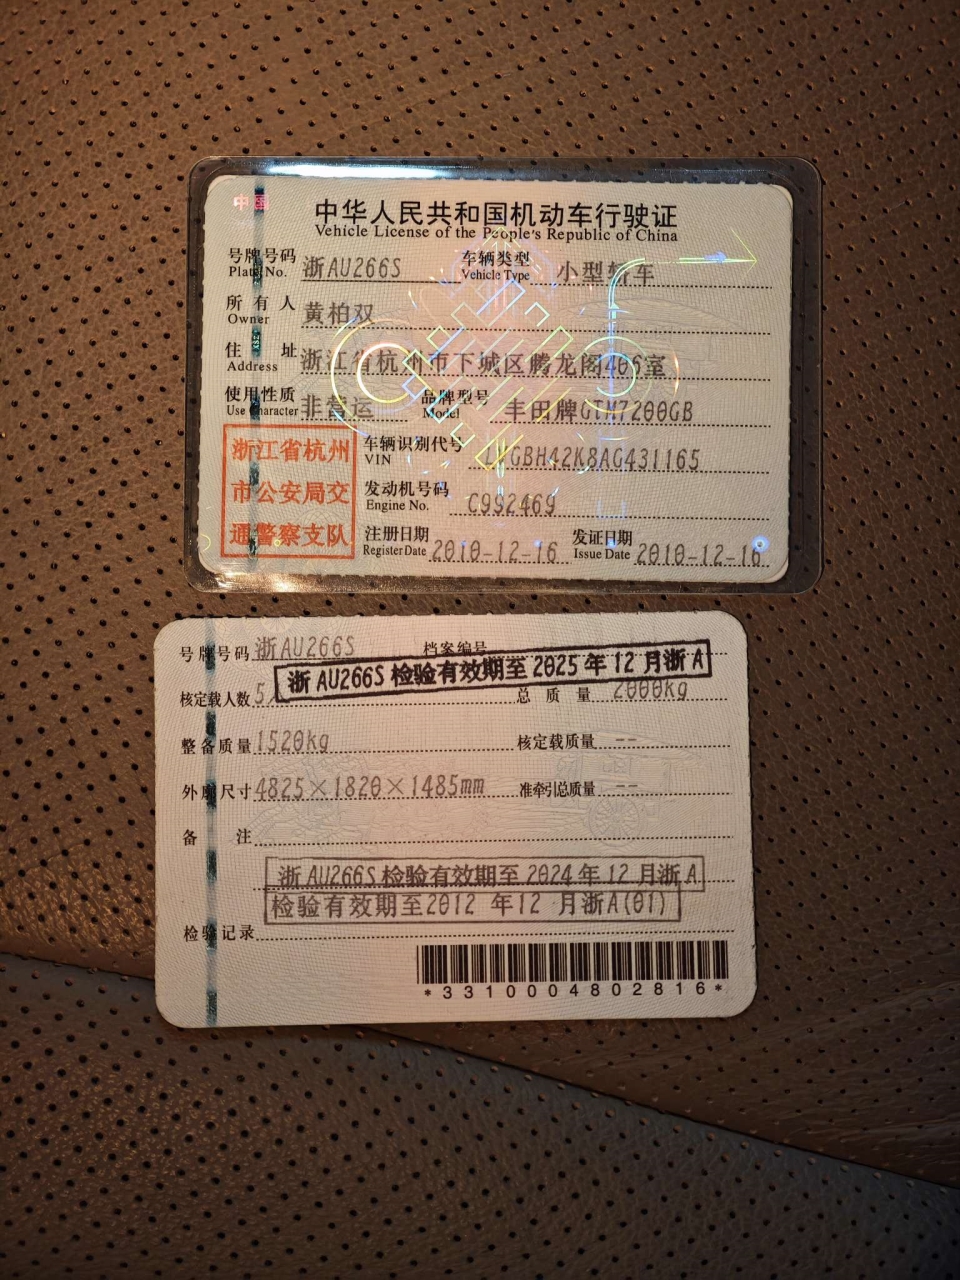 中国
中华人民共和国机动车行驶证
Vehicle License of the People's Republic of China
号牌号码 浙AU266S 车辆类型 小型轿车
Plate No. Vehicle Type
所有人 黄柏双
Owner
住址 浙江省杭州市下城区腾龙阁406室
Address
使用性质 非营运 品牌型号 丰田牌GTM7200GB
Use Character Model
浙江省杭州
市公安局交
通警察支队
车辆识别代号
VIN GBH42K8AG431165
发动机号码 C992469
Engine No.
注册日期 2010-12-16 发证日期 2010-12-16
Register Date Issue Date
号牌号码 浙AU266S 档案编号
浙AU266S 检验有效期至 2025 年 12 月浙A
核定载人数 5 总质量 2000kg
整备质量 1520kg 核定载质量 --
外廓尺寸 4825×1820×1485mm 准牵引总质量 --
备注
浙AU266S 检验有效期至 2024 年 12 月浙A
检验有效期至2012 年12 月浙A(01)
检验记录
*3310004802816*